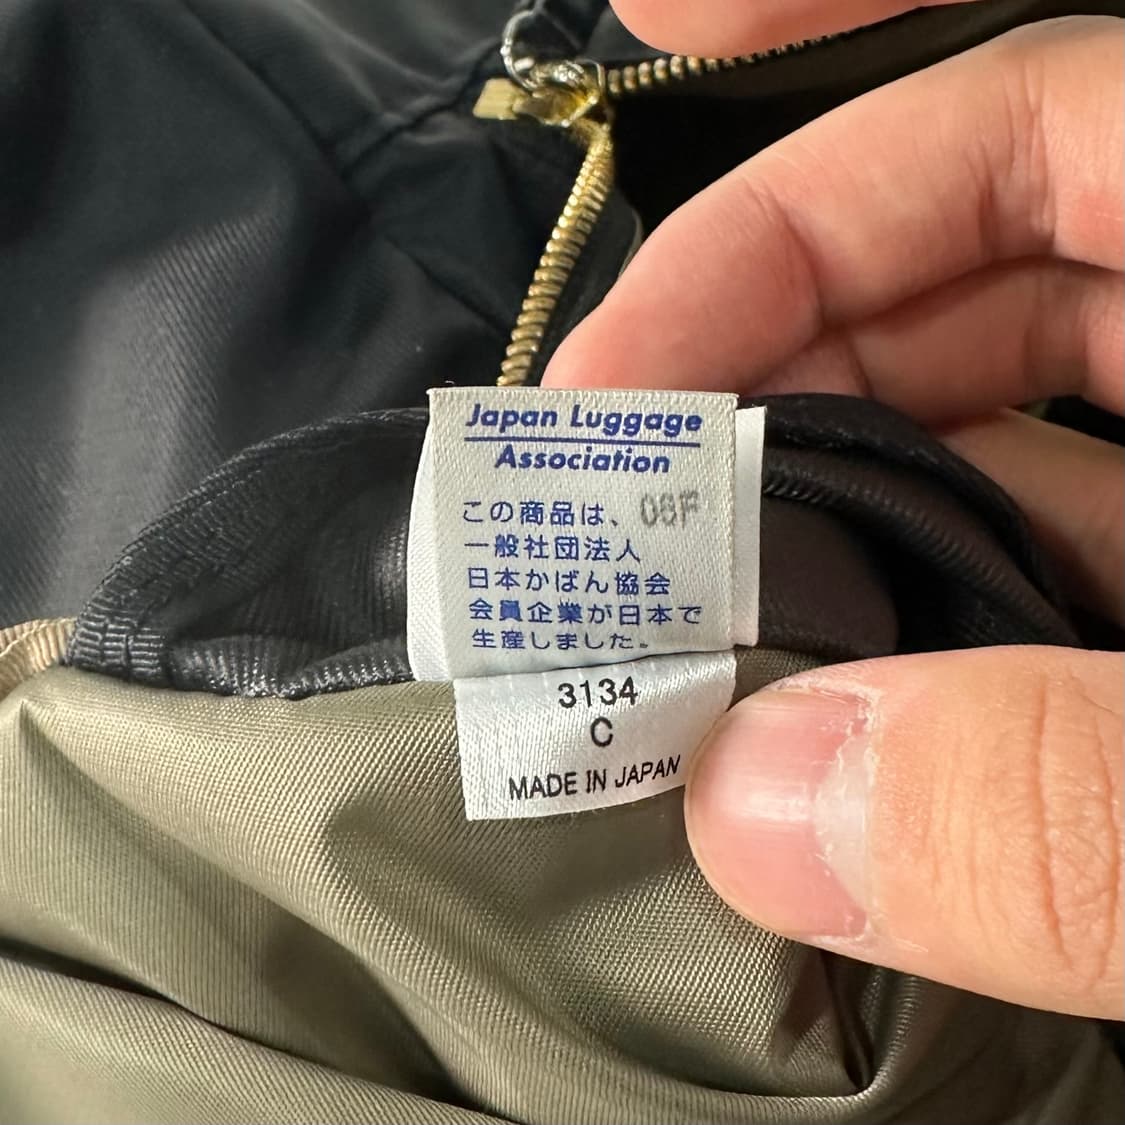 Japan Luggage
Association
この商品は、 08F
一般社団法人
日本かばん協会
会員企業が日本で
生産しました。
3134
C
MADE IN JAPAN